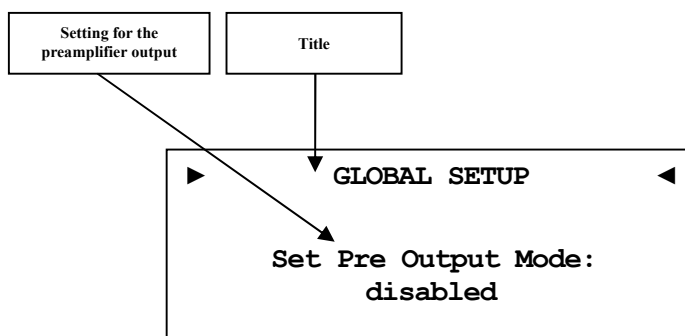 Setting for the
preamplifier output
Title
► GLOBAL SETUP ◄
Set Pre Output Mode:
disabled